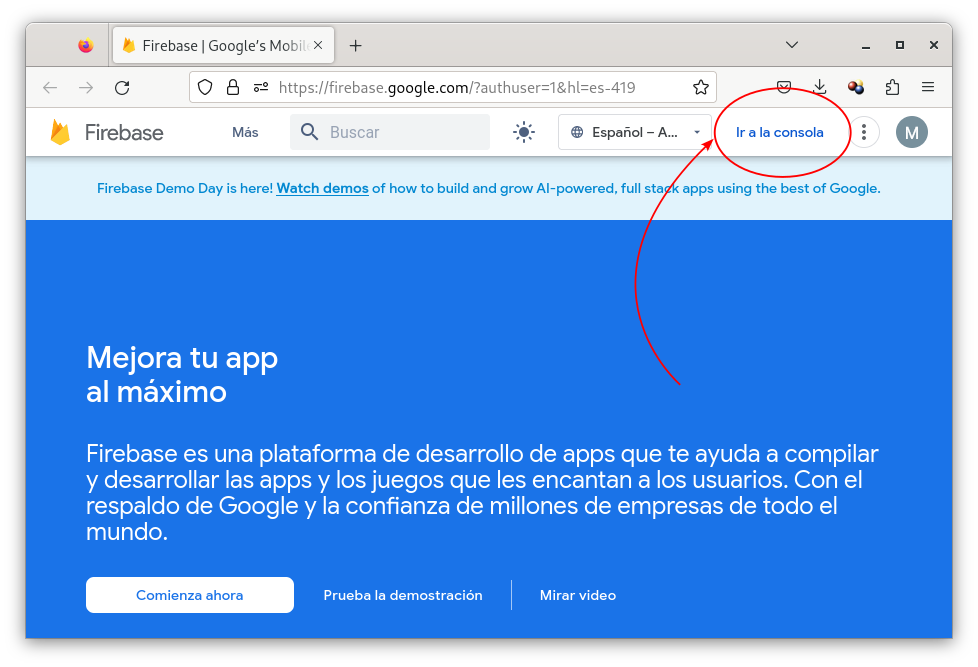 Firebase | Google's Mobil
https://firebase.google.com/?authuser=1&hl=es-419
Firebase
Más
Buscar
Español – A...
Ir a la consola
M
Firebase Demo Day is here! Watch demos of how to build and grow AI-powered, full stack apps using the best of Google.
Mejora tu app
al máximo
Firebase es una plataforma de desarrollo de apps que te ayuda a compilar
y desarrollar las apps y los juegos que les encantan a los usuarios. Con el
respaldo de Google y la confianza de millones de empresas de todo el
mundo.
Comienza ahora
Prueba la demostración
Mirar video